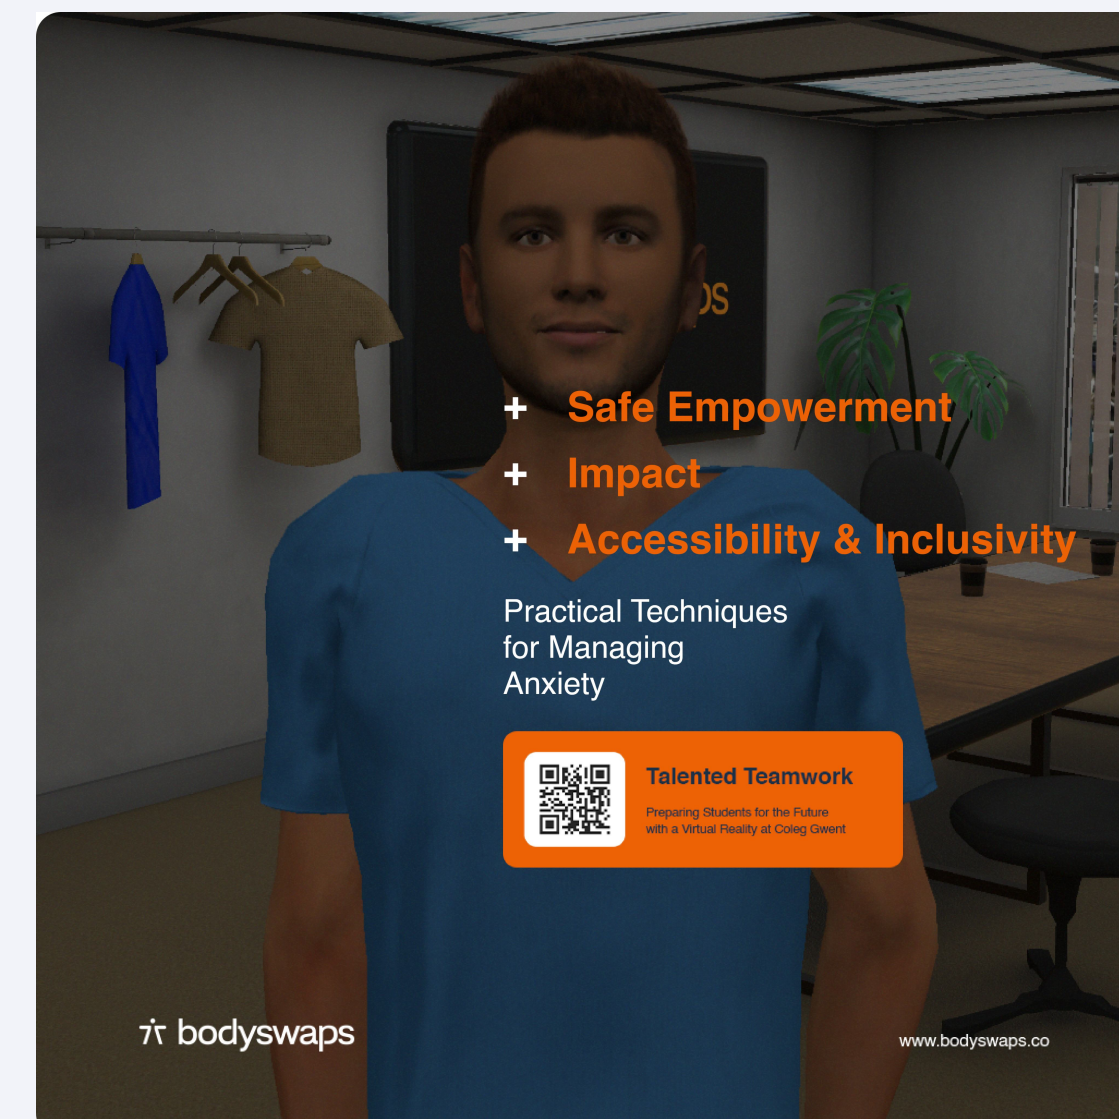 + Safe Empowerment
+ Impact
+ Accessibility & Inclusivity
Practical Techniques
for Managing
Anxiety
Talented Teamwork
Preparing Students for the Future
with a Virtual Reality at Coleg Gwent
bodyswaps
www.bodyswaps.co